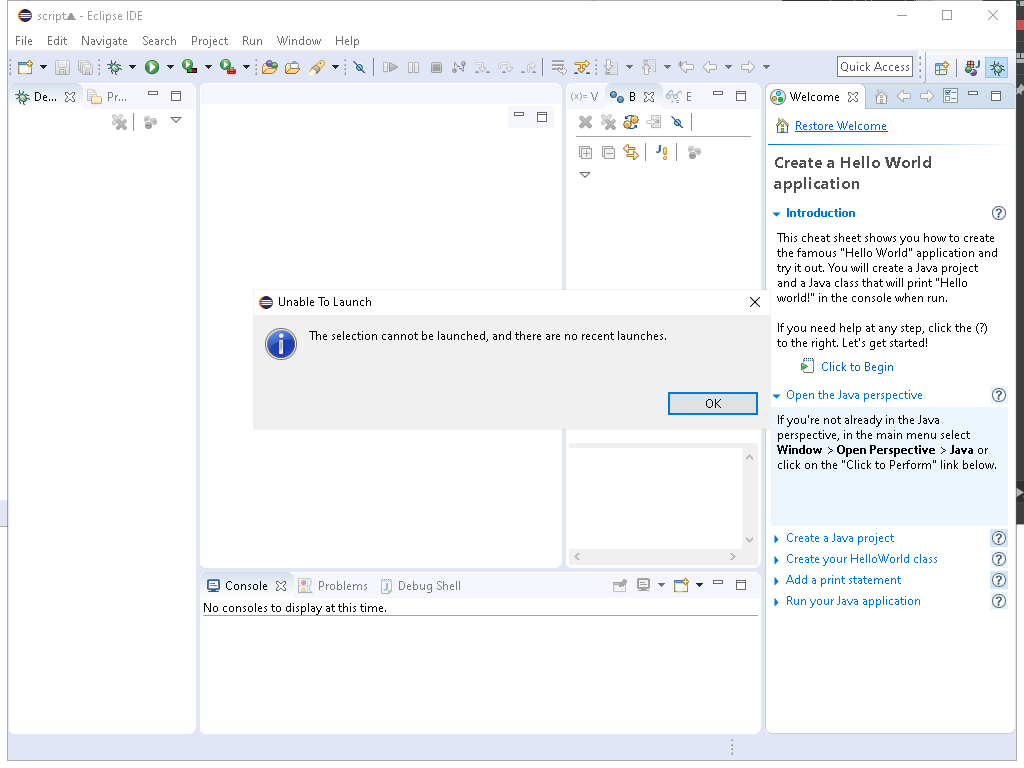 script▲ - Eclipse IDE
File Edit Navigate Search Project Run Window Help
Quick Access
De... Pr...
(x)= V B E
Welcome
Restore Welcome
Create a Hello World
application
Introduction
This cheat sheet shows you how to create
the famous "Hello World" application and
try it out. You will create a Java project
and a Java class that will print "Hello
world!" in the console when run.
If you need help at any step, click the (?)
to the right. Let's get started!
Click to Begin
Open the Java perspective
If you're not already in the Java
perspective, in the main menu select
Window > Open Perspective > Java or
click on the "Click to Perform" link below.
Create a Java project
Create your HelloWorld class
Add a print statement
Run your Java application
Unable To Launch
The selection cannot be launched, and there are no recent launches.
OK
Console Problems Debug Shell
No consoles to display at this time.